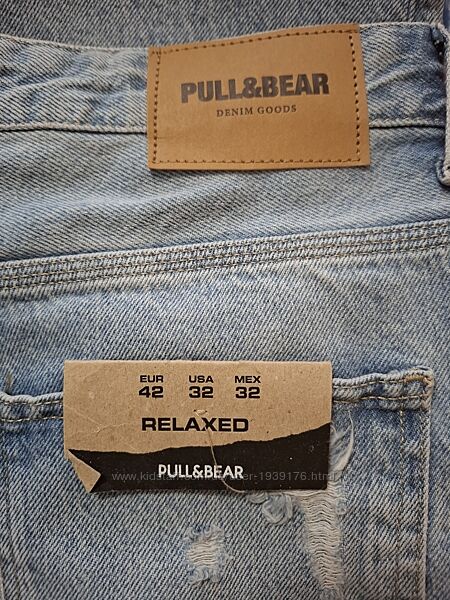 PULL&BEAR
DENIM GOODS
EUR USA MEX
42 32 32
RELAXED
PULL&BEAR